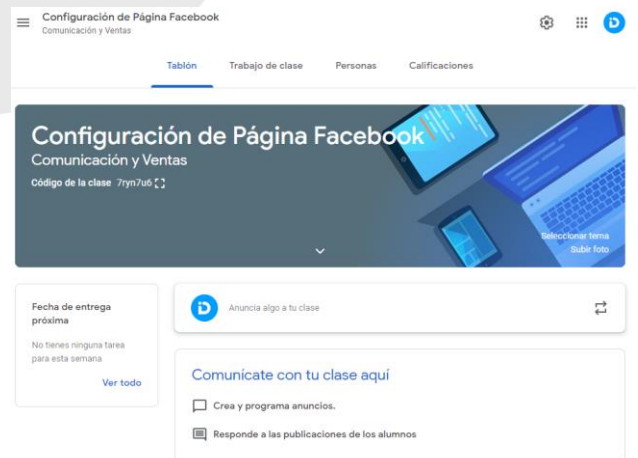 Configuración de Página Facebook
Comunicación y Ventas
Tablón Trabajo de clase Personas Calificaciones
Configuración de Página Facebook
Comunicación y Ventas
Código de la clase 7ryn7u6
Seleccionar tema
Subir foto
Fecha de entrega
próxima
No tienes ninguna tarea
para esta semana
Ver todo
Anuncia algo a tu clase
Comunícate con tu clase aquí
Crea y programa anuncios.
Responde a las publicaciones de los alumnos